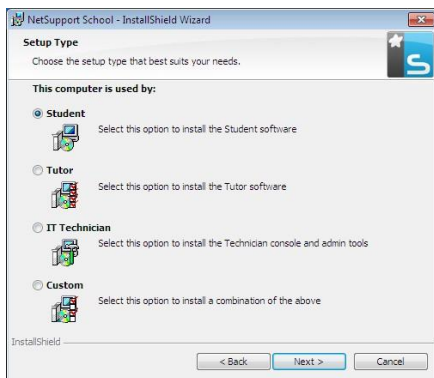 NetSupport School - InstallShield Wizard
Setup Type
Choose the setup type that best suits your needs.
S
This computer is used by:
Student
Select this option to install the Student software
Tutor
Select this option to install the Tutor software
IT Technician
Select this option to install the Technician console and admin tools
Custom
Select this option to install a combination of the above
InstallShield
< Back Next > Cancel